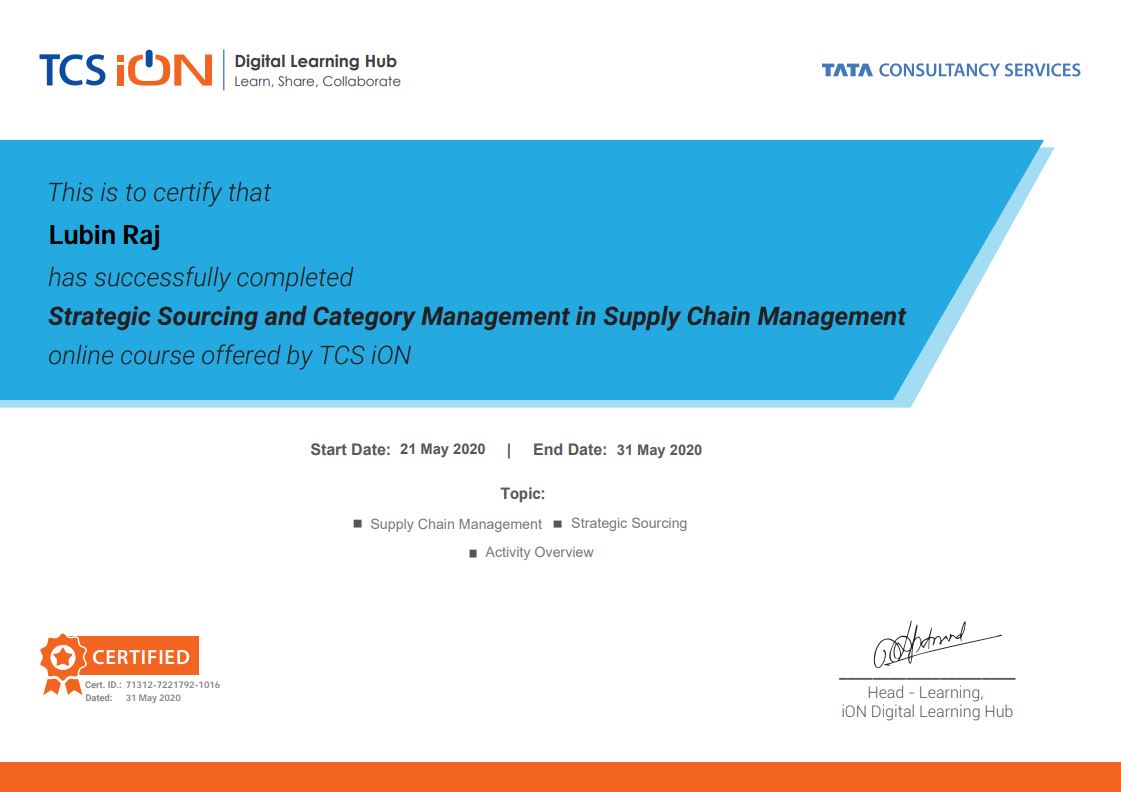 TCS iON
Digital Learning Hub
Learn, Share, Collaborate
TATA CONSULTANCY SERVICES
This is to certify that
Lubin Raj
has successfully completed
Strategic Sourcing and Category Management in Supply Chain Management
online course offered by TCS iON
Start Date: 21 May 2020 | End Date: 31 May 2020
Topic:
■ Supply Chain Management ■ Strategic Sourcing
■ Activity Overview
CERTIFIED
Cert. ID.: 71312-7221792-1016
Dated: 31 May 2020
Head - Learning,
iON Digital Learning Hub